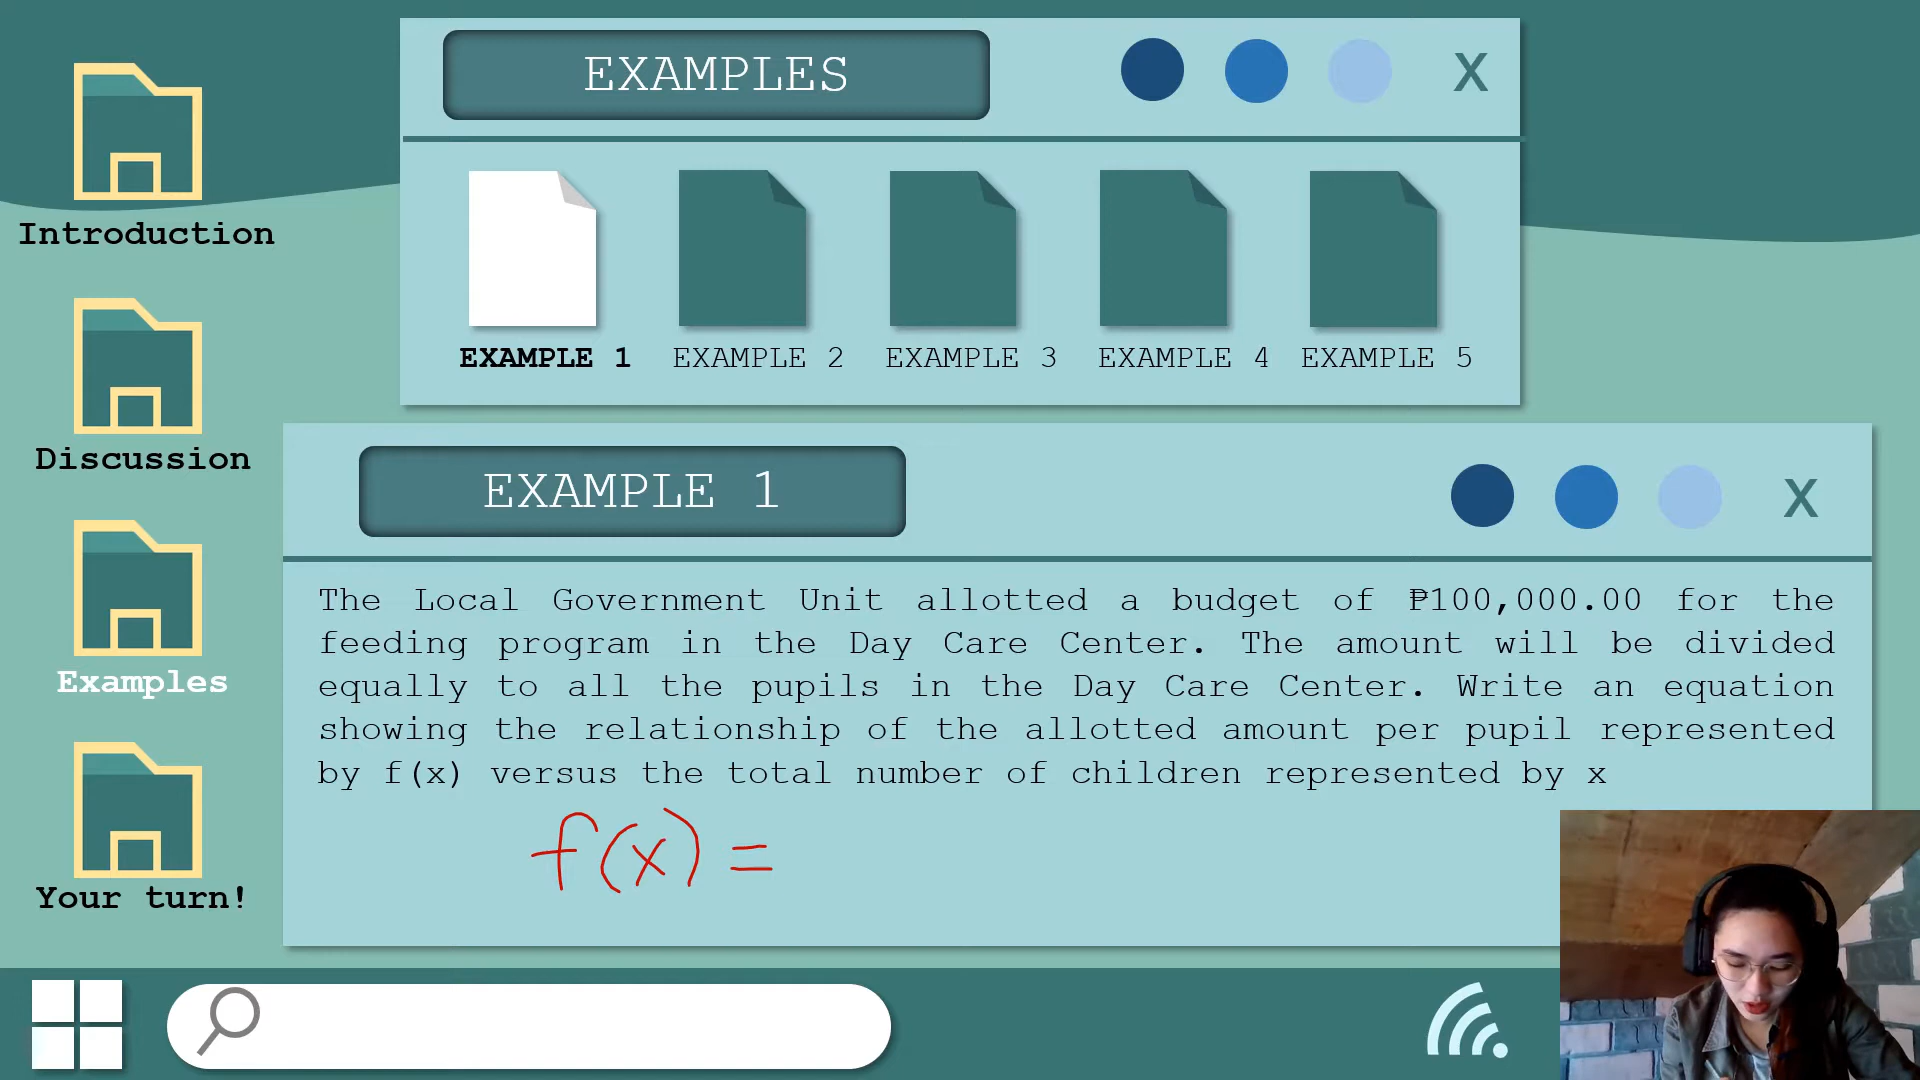 EXAMPLES
X
EXAMPLE 1
EXAMPLE 2
EXAMPLE 3
EXAMPLE 4
EXAMPLE 5
Introduction
Discussion
Examples
Your turn!
EXAMPLE 1
X
The Local Government Unit allotted a budget of ₱100,000.00 for the
feeding program in the Day Care Center. The amount will be divided
equally to all the pupils in the Day Care Center. Write an equation
showing the relationship of the allotted amount per pupil represented
by f(x) versus the total number of children represented by x
f(x) =